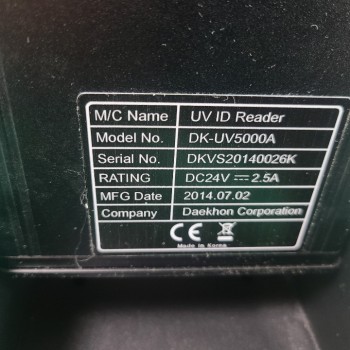 M/C Name UV ID Reader
Model No. DK-UV5000A
Serial No. DKVS20140026K
RATING DC24V ⎓ 2.5A
MFG Date 2014.07.02
Company Daekhon Corporation
CE
Made in Korea